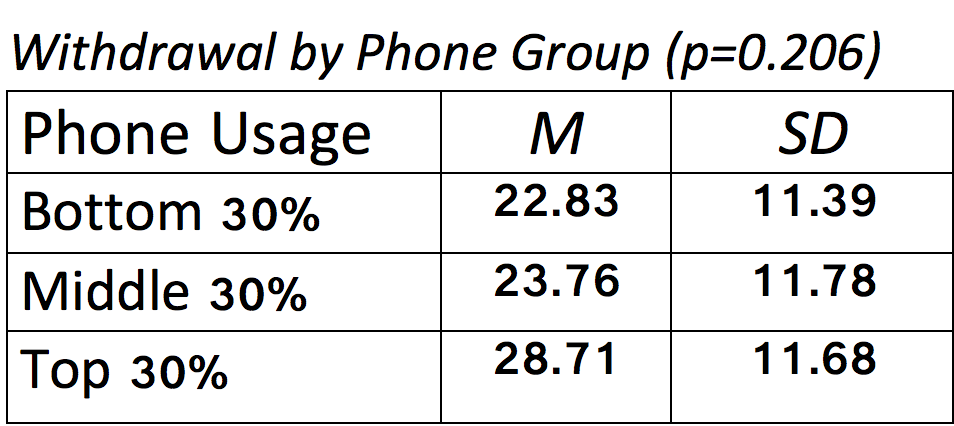 Withdrawal by Phone Group (p=0.206)
Phone Usage M SD
Bottom 30% 22.83 11.39
Middle 30% 23.76 11.78
Top 30% 28.71 11.68